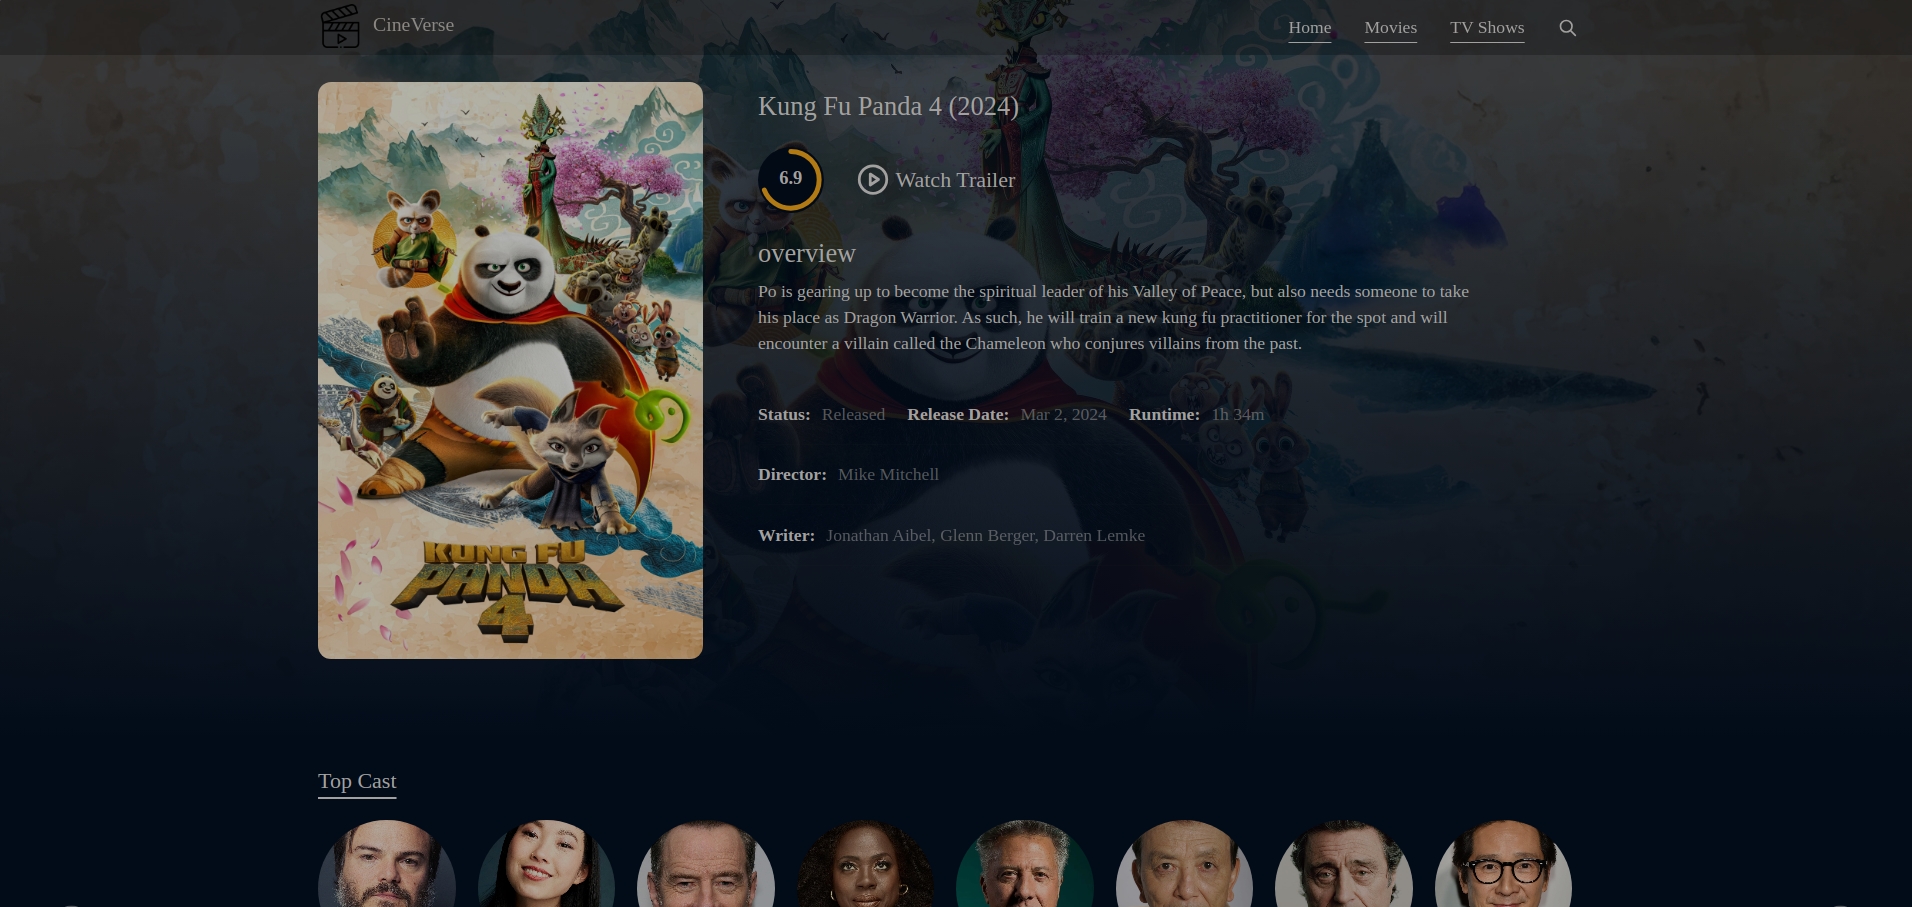 CineVerse
Home
Movies
TV Shows
Kung Fu Panda 4 (2024)
6.9
Watch Trailer
overview
Po is gearing up to become the spiritual leader of his Valley of Peace, but also needs someone to take
his place as Dragon Warrior. As such, he will train a new kung fu practitioner for the spot and will
encounter a villain called the Chameleon who conjures villains from the past.
Status: Released Release Date: Mar 2, 2024 Runtime: 1h 34m
Director: Mike Mitchell
Writer: Jonathan Aibel, Glenn Berger, Darren Lemke
KUNG FU
PANDA
4
Top Cast